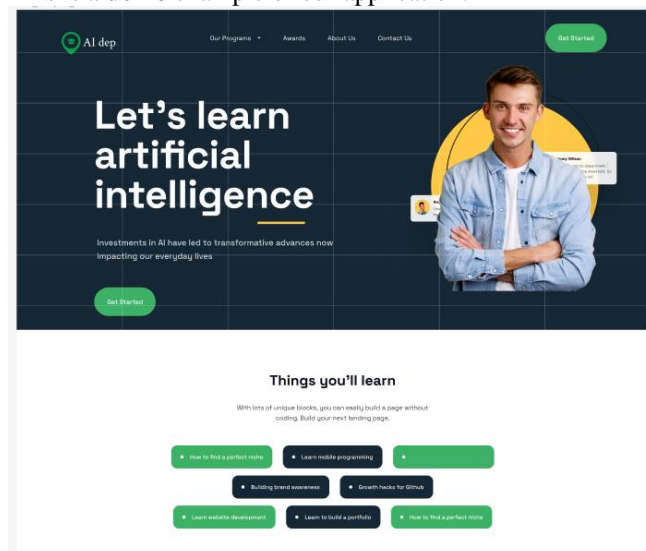 AI dep
Our Programs
Awards
About Us
Contact Us
Get Started
Let's learn
artificial
intelligence
Investments in AI have led to transformative advances now
impacting our everyday lives
Get Started
Things you'll learn
With lots of unique blocks, you can easily build a page without
coding. Build your next landing page.
How to find a perfect niche
Learn mobile programming
Building brand awareness
Growth hacks for Github
Learn website development
Learn to build a portfolio
How to find a perfect niche